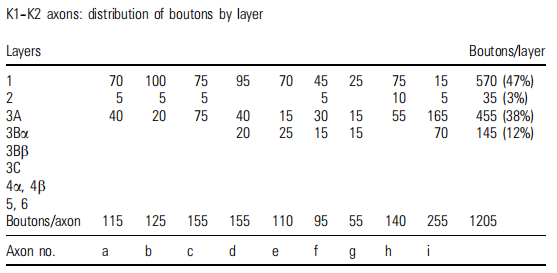 K1–K2 axons: distribution of boutons by layer
Layers Boutons/layer
1 70 100 75 95 70 45 25 75 15 570 (47%)
2 5 5 5 5 10 5 35 (3%)
3A 40 20 75 40 15 30 15 55 165 455 (38%)
3Bα 20 25 15 15 70 145 (12%)
3Bβ
3C
4α, 4β
5, 6
Boutons/axon 115 125 155 155 110 95 55 140 255 1205
Axon no. a b c d e f g h i